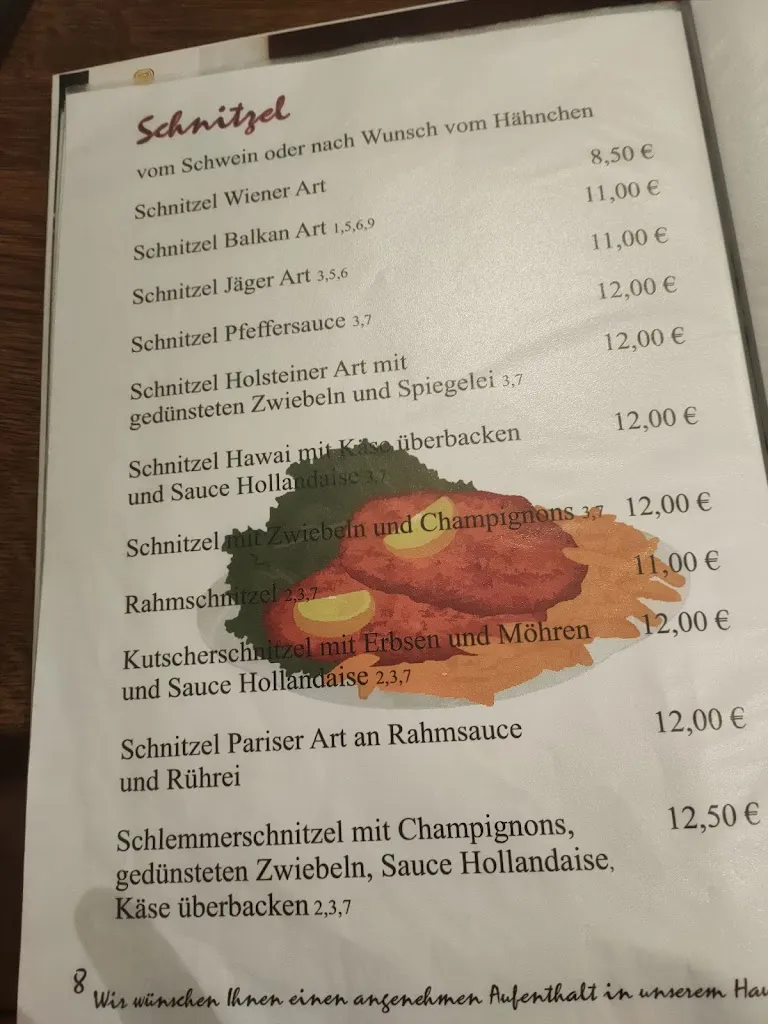 Schnitzel
vom Schwein oder nach Wunsch vom Hähnchen
Schnitzel Wiener Art 8,50 €
Schnitzel Balkan Art 1,5,6,9 11,00 €
Schnitzel Jäger Art 3,5,6 11,00 €
Schnitzel Pfeffersauce 3,7 12,00 €
Schnitzel Holsteiner Art mit 12,00 €
gedünsteten Zwiebeln und Spiegelei 3,7
Schnitzel Hawai mit Käse überbacken 12,00 €
und Sauce Hollandaise 3,7
Schnitzel mit Zwiebeln und Champignons 3,7 12,00 €
Rahmschnitzel 2,3,7 11,00 €
Kutscherschnitzel mit Erbsen und Möhren 12,00 €
und Sauce Hollandaise 2,3,7
Schnitzel Pariser Art an Rahmsauce 12,00 €
und Rührei
Schlemmerschnitzel mit Champignons, 12,50 €
gedünsteten Zwiebeln, Sauce Hollandaise,
Käse überbacken 2,3,7
8 Wir wünschen Ihnen einen angenehmen Aufenthalt in unserem Hau